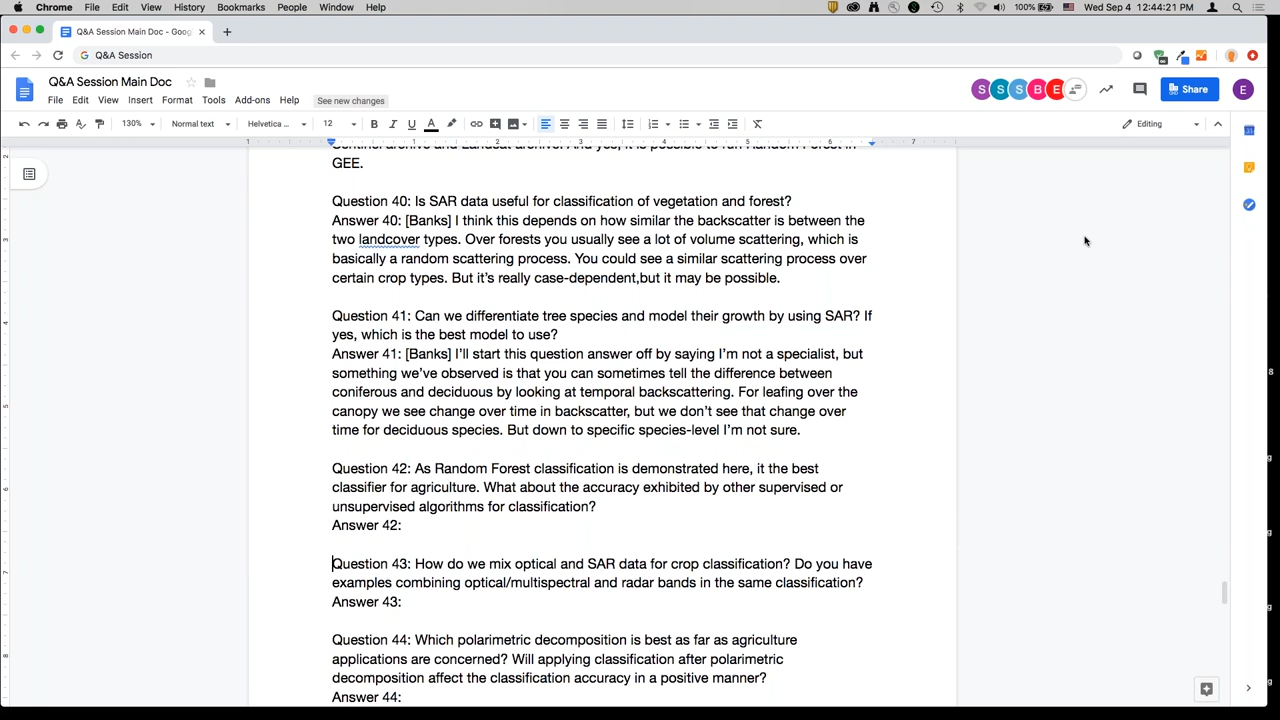 Chrome File Edit View History Bookmarks People Window Help 100% Wed Sep 4 12:44:21 PM
Q&A Session Main Doc - Goog
Q&A Session
Q&A Session Main Doc
S S S B E Share E
File Edit View Insert Format Tools Add-ons Help See new changes
130% Normal text Helvetica ... 12 B I U A Editing
1 1 2 3 4 5 6 7
GEE.
Question 40: Is SAR data useful for classification of vegetation and forest?
Answer 40: [Banks] I think this depends on how similar the backscatter is between the
two landcover types. Over forests you usually see a lot of volume scattering, which is
basically a random scattering process. You could see a similar scattering process over
certain crop types. But it's really case-dependent,but it may be possible.
Question 41: Can we differentiate tree species and model their growth by using SAR? If
yes, which is the best model to use?
Answer 41: [Banks] I'll start this question answer off by saying I'm not a specialist, but
something we've observed is that you can sometimes tell the difference between
coniferous and deciduous by looking at temporal backscattering. For leafing over the
canopy we see change over time in backscatter, but we don't see that change over
time for deciduous species. But down to specific species-level I'm not sure.
Question 42: As Random Forest classification is demonstrated here, it the best
classifier for agriculture. What about the accuracy exhibited by other supervised or
unsupervised algorithms for classification?
Answer 42:
Question 43: How do we mix optical and SAR data for crop classification? Do you have
examples combining optical/multispectral and radar bands in the same classification?
Answer 43:
Question 44: Which polarimetric decomposition is best as far as agriculture
applications are concerned? Will applying classification after polarimetric
decomposition affect the classification accuracy in a positive manner?
Answer 44: